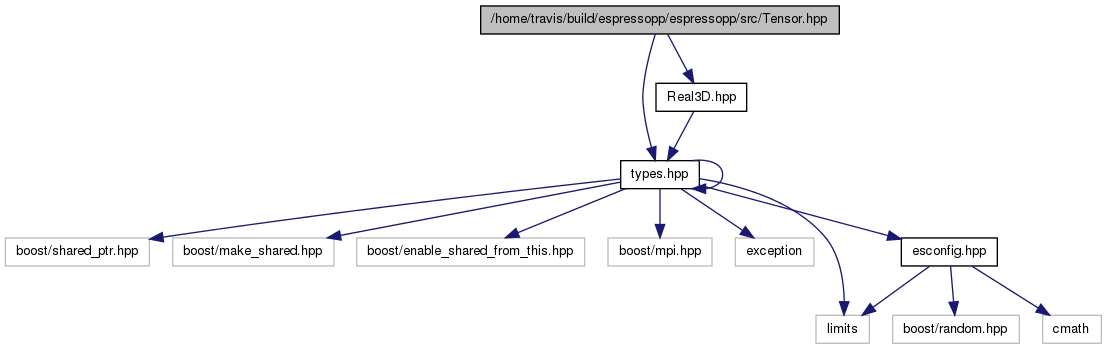 /home/travis/build/espressopp/espressopp/src/Tensor.hpp
Real3D.hpp
types.hpp
boost/shared_ptr.hpp
boost/make_shared.hpp
boost/enable_shared_from_this.hpp
boost/mpi.hpp
exception
esconfig.hpp
limits
boost/random.hpp
cmath